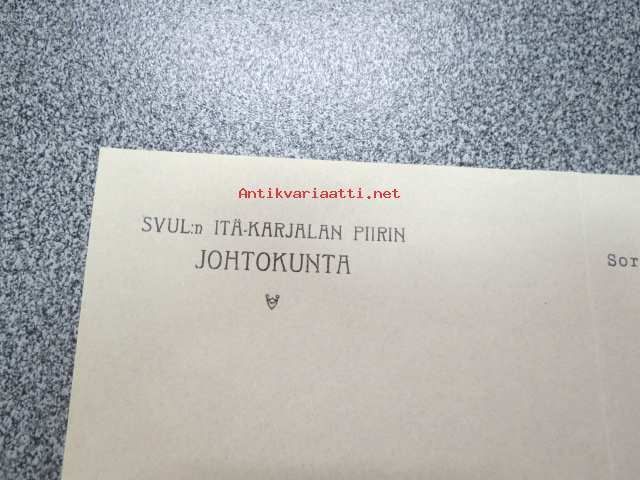 Antikvariaatti.net
SVUL:n ITÄ-KARJALAN PIIRIN
JOHTOKUNTA
Sor